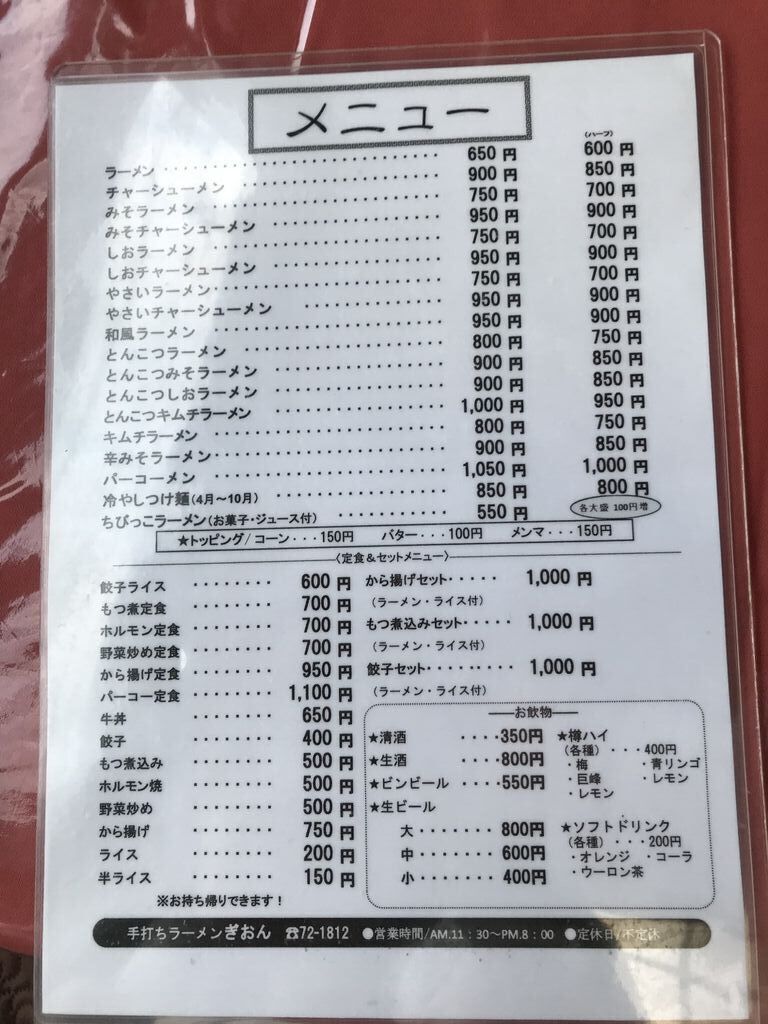 メニュー
(ハーフ)
ラーメン 650円 600円
チャーシューメン 900円 850円
みそラーメン 750円 700円
みそチャーシューメン 950円 900円
しおラーメン 750円 700円
しおチャーシューメン 950円 900円
やさいラーメン 750円 700円
やさいチャーシューメン 950円 900円
和風ラーメン 950円 900円
とんこつラーメン 800円 750円
とんこつみそラーメン 900円 850円
とんこつしおラーメン 900円 850円
とんこつキムチラーメン 1,000円 950円
キムチラーメン 800円 750円
辛みそラーメン 900円 850円
パーコーメン 1,050円 1,000円
冷やしつけ麺(4月～10月) 850円 800円
ちびっこラーメン(お菓子・ジュース付) 550円 各大盛 100円増
★トッピング/コーン・・・150円 バター・・・100円 メンマ・・・150円
〈定食＆セットメニュー〉
餃子ライス 600円
もつ煮定食 700円
ホルモン定食 700円
野菜炒め定食 700円
から揚げ定食 950円
パーコー定食 1,100円
牛丼 650円
餃子 400円
もつ煮込み 500円
ホルモン焼 500円
野菜炒め 500円
から揚げ 750円
ライス 200円
半ライス 150円
※お持ち帰りできます！
から揚げセット・・・・・ 1,000円
(ラーメン・ライス付)
もつ煮込みセット・・・・ 1,000円
(ラーメン・ライス付)
餃子セット・・・・・・・・ 1,000円
(ラーメン・ライス付)
お飲物
★清酒 ・・・・350円
★生酒 ・・・・800円
★ビンビール・・・・・550円
★生ビール
大・・・・・・・800円
中・・・・・・・600円
小・・・・・・・400円
★樽ハイ
(各種)・・・400円
・梅 ・青リンゴ
・巨峰 ・レモン
・レモン
★ソフトドリンク
(各種)・・・200円
・オレンジ ・コーラ
・ウーロン茶
手打ちラーメンぎおん ☎72-1812 ●営業時間/AM.11：30～PM.8：00 ●定休日/不定休